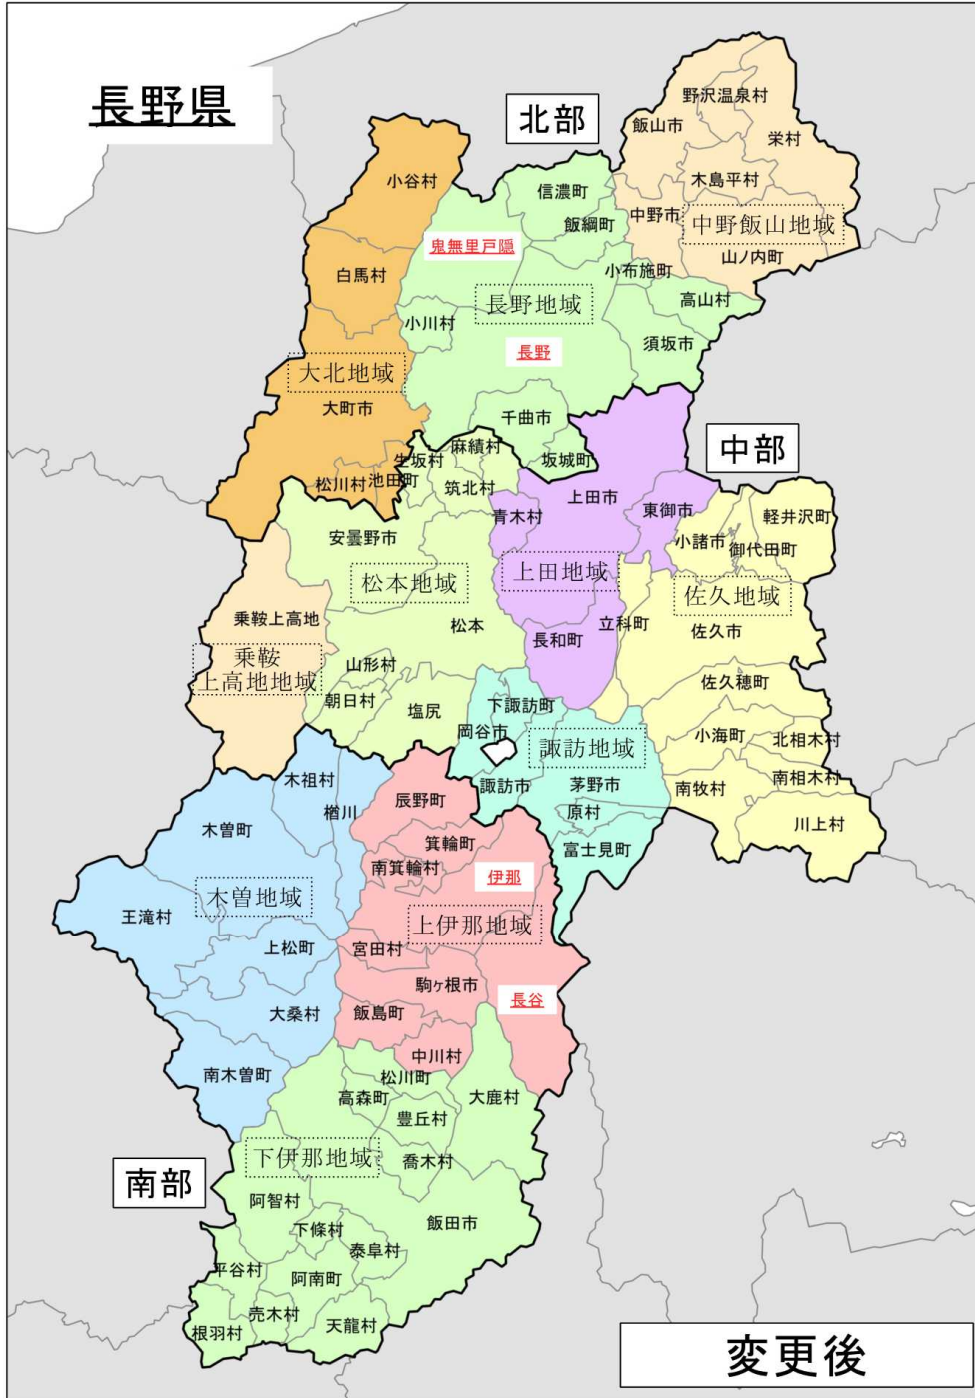 長野県
北部
野沢温泉村
飯山市
栄村
木島平村
小谷村
信濃町
中野市
中野飯山地域
飯綱町
鬼無里戸隠
山ノ内町
白馬村
小布施町
長野地域
高山村
小川村
須坂市
長野
大北地域
大町市
千曲市
中部
麻績村
坂城町
生坂村
松川村
池田町
筑北村
上田市
青木村
東御市
軽井沢町
安曇野市
小諸市
御代田町
松本地域
上田地域
佐久地域
乗鞍上高地
松本
立科町
佐久市
長和町
乗鞍
上高地地域
山形村
佐久穂町
朝日村
塩尻
下諏訪町
岡谷市
小海町
北相木村
諏訪地域
木祖村
諏訪市
茅野市
南牧村
南相木村
辰野町
楢川
原村
川上村
木曽町
箕輪町
富士見町
南箕輪村
伊那
木曽地域
王滝村
上伊那地域
上松町
宮田村
駒ヶ根市
長谷
大桑村
飯島町
中川村
南木曽町
松川町
高森町
大鹿村
豊丘村
下伊那地域
喬木村
南部
阿智村
飯田市
下條村
泰阜村
平谷村
阿南町
売木村
根羽村
天龍村
変更後